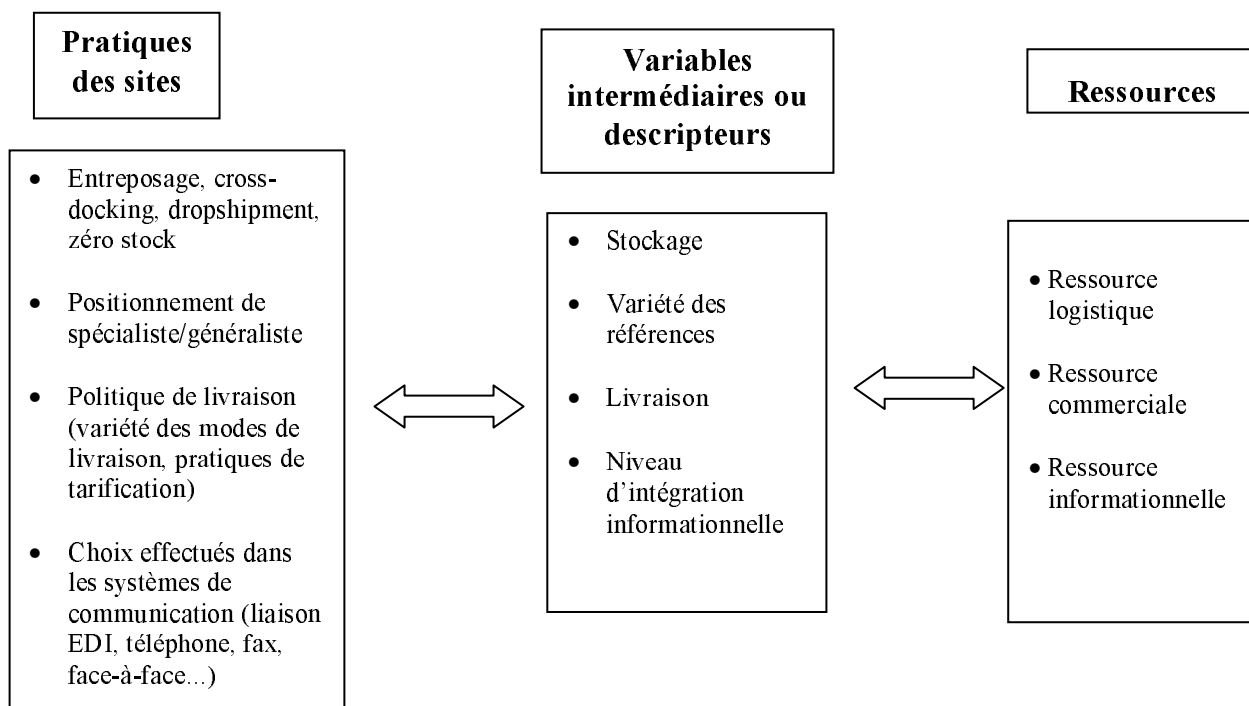 Pratiques
des sites
• Entreposage, cross-
docking, dropshipment,
zéro stock
• Positionnement de
spécialiste/généraliste
• Politique de livraison
(variété des modes de
livraison, pratiques de
tarification)
• Choix effectués dans
les systèmes de
communication (liaison
EDI, téléphone, fax,
face-à-face...)
Variables
intermédiaires ou
descripteurs
• Stockage
• Variété des
références
• Livraison
• Niveau
d’intégration
informationnelle
Ressources
• Ressource
logistique
• Ressource
commerciale
• Ressource
informationnelle